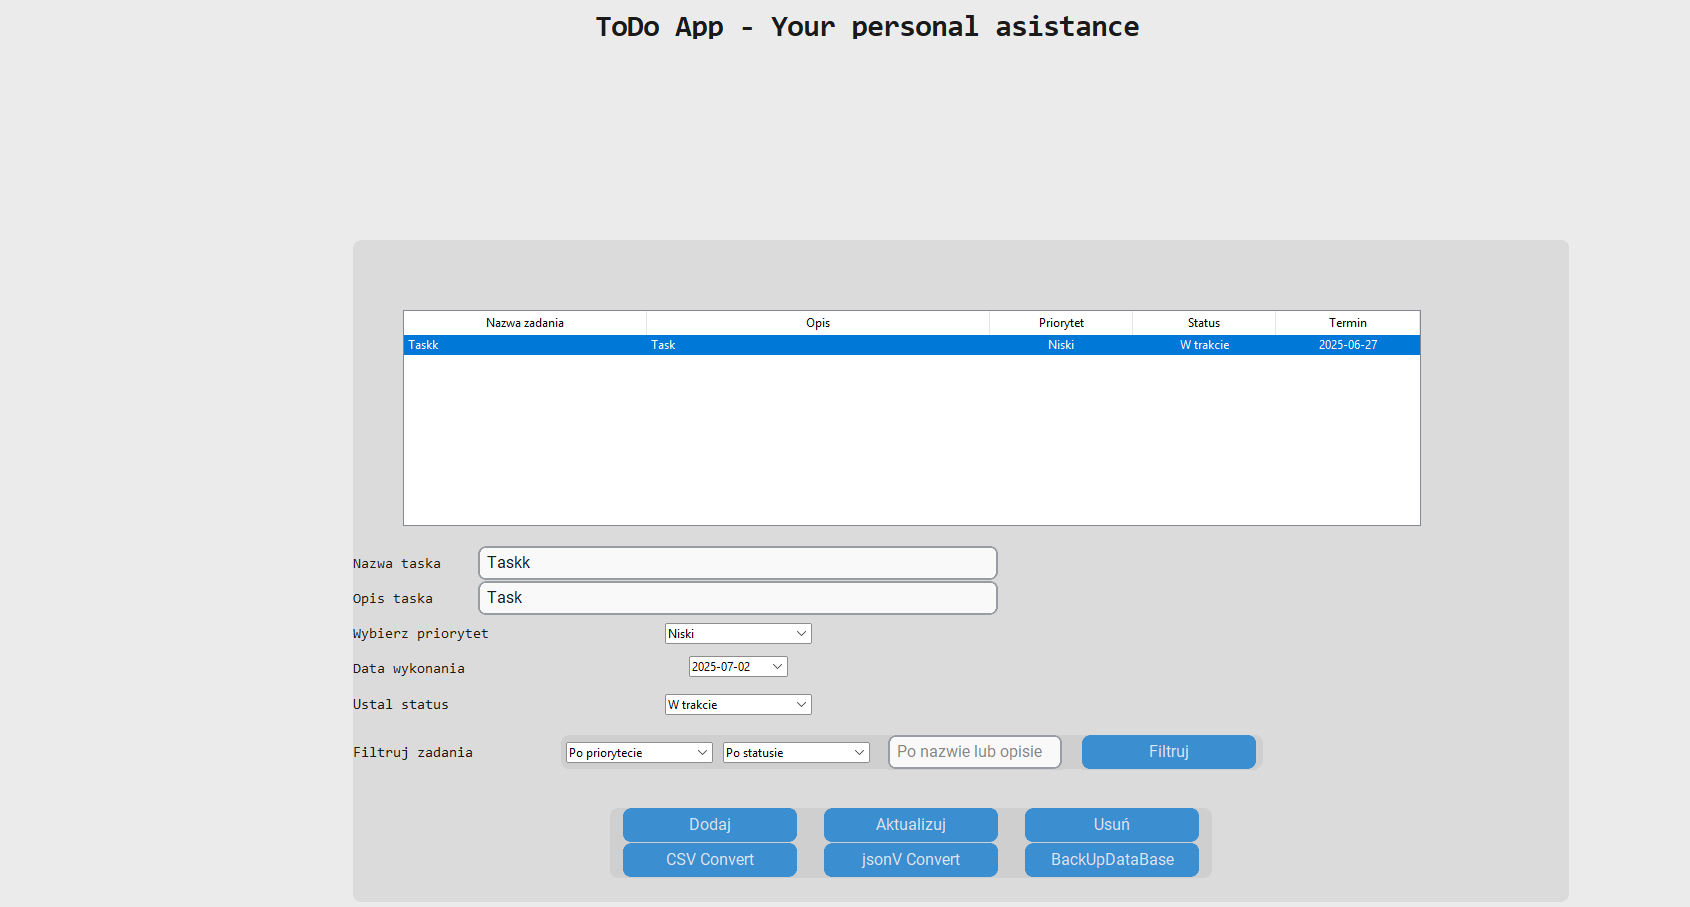 ToDo App - Your personal asistance
Nazwa zadania Opis Priorytet Status Termin
Taskk Task Niski W trakcie 2025-06-27
Nazwa taska Taskk
Opis taska Task
Wybierz priorytet Niski
Data wykonania 2025-07-02
Ustal status W trakcie
Filtruj zadania Po priorytecie Po statusie Po nazwie lub opisie Filtruj
Dodaj Aktualizuj Usuń
CSV Convert jsonV Convert BackUpDataBase